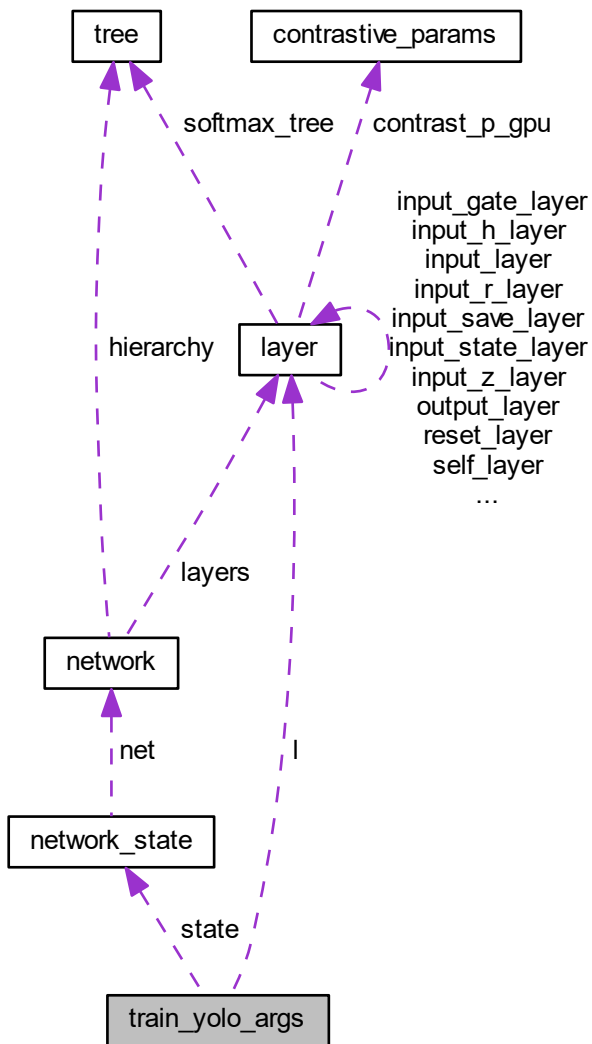 tree
contrastive_params
softmax_tree
contrast_p_gpu
input_gate_layer
input_h_layer
input_layer
input_r_layer
input_save_layer
input_state_layer
input_z_layer
output_layer
reset_layer
self_layer
...
hierarchy
layer
layers
network
net
l
network_state
state
train_yolo_args